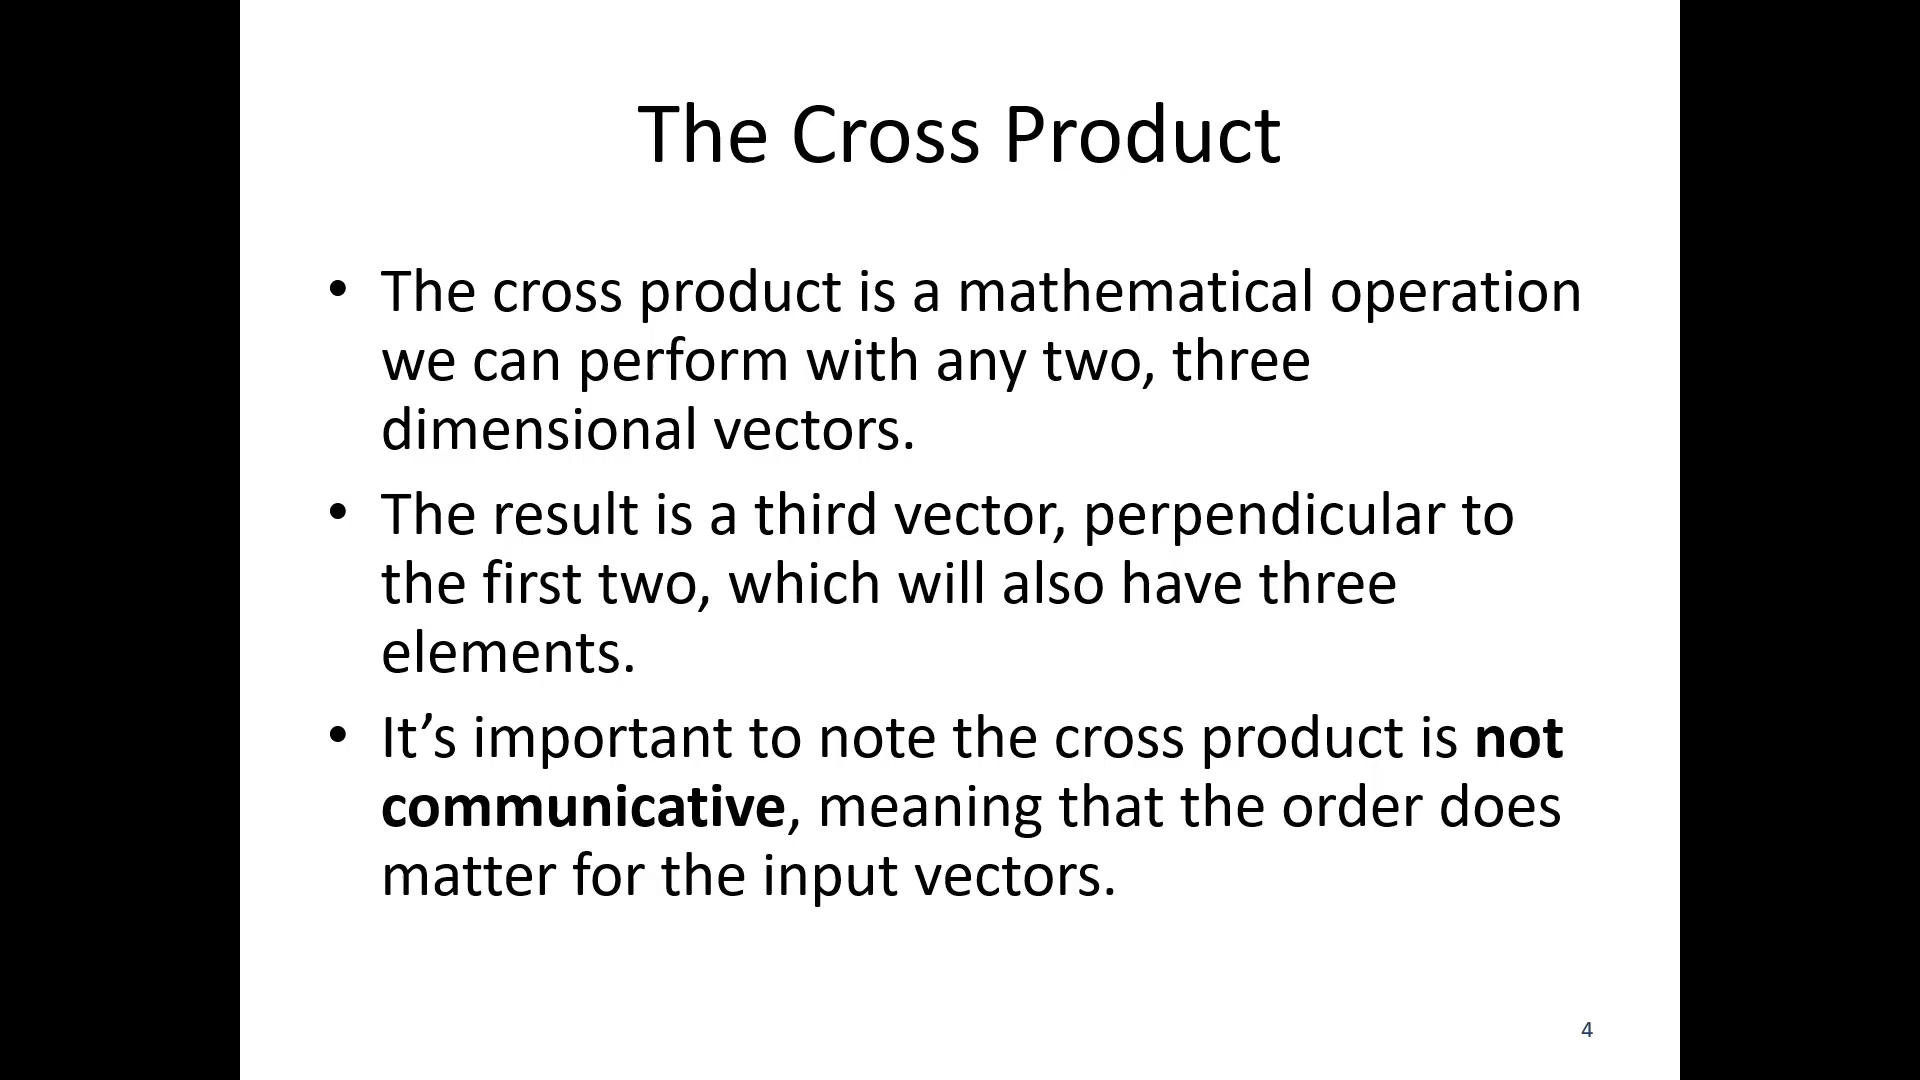 The Cross Product
• The cross product is a mathematical operation
we can perform with any two, three
dimensional vectors.
• The result is a third vector, perpendicular to
the first two, which will also have three
elements.
• It’s important to note the cross product is not
communicative, meaning that the order does
matter for the input vectors.
4